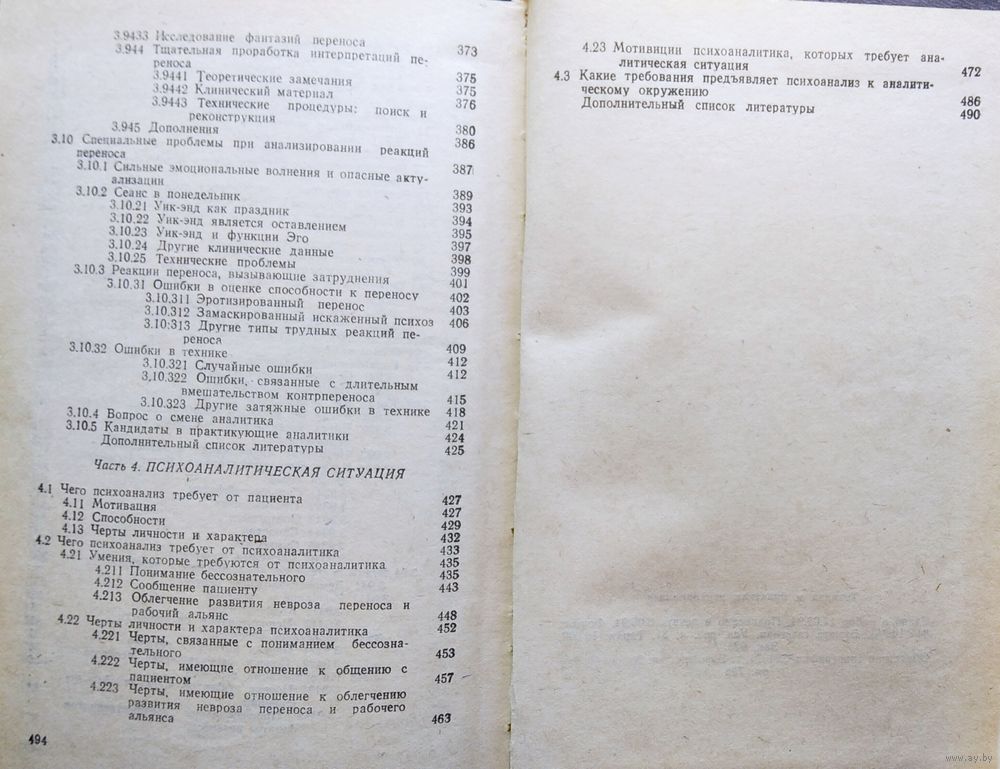 3.9433 Исследование фантазий переноса 373
3.944 Тщательная проработка интерпретаций пе-
реноса 375
3.9441 Теоретические замечания 375
3.9442 Клинический материал 376
3.9443 Технические процедуры: поиск и
реконструкция 380
3.945 Дополнения 386
3.10 Специальные проблемы при анализировании реакций
переноса 387
3.10.1 Сильные эмоциональные волнения и опасные акту-
ализации 389
3.10.2 Сеанс в понедельник 393
3.10.21 Уик-энд как праздник 394
3.10.22 Уик-энд является оставлением 395
3.10.23 Уик-энд и функции Эго 397
3.10.24 Другие клинические данные 398
3.10.25 Технические проблемы 399
3.10.3 Реакции переноса, вызывающие затруднения 401
3.10.31 Ошибки в оценке способности к переносу 402
3.10.311 Эротизированный перенос 403
3.10.312 Замаскированный искаженный психоз 406
3.10:313 Другие типы трудных реакций пе-
реноса 409
3.10.32 Ошибки в технике 412
3.10.321 Случайные ошибки 412
3.10.322 Ошибки, связанные с длительным
вмешательством контрпереноса 415
3.10.323 Другие затяжные ошибки в технике 418
3.10.4 Вопрос о смене аналитика 421
3.10.5 Кандидаты в практикующие аналитики 424
Дополнительный список литературы 425
Часть 4. ПСИХОАНАЛИТИЧЕСКАЯ СИТУАЦИЯ
4.1 Чего психоанализ требует от пациента 427
4.11 Мотивация 427
4.12 Способности 429
4.13 Черты личности и характера 432
4.2 Чего психоанализ требует от психоаналитика 433
4.21 Умения, которые требуются от психоаналитика 435
4.211 Понимание бессознательного 435
4.212 Сообщение пациенту 443
4.213 Облегчение развития невроза переноса и
рабочий альянс 448
4.22 Черты личности и характера психоаналитика 452
4.221 Черты, связанные с пониманием бессозна-
тельного 453
4.222 Черты, имеющие отношение к общению с
пациентом 457
4.223 Черты, имеющие отношение к облегчению
развития невроза переноса и рабочего
альянса 463
494
4.23 Мотивиции психоаналитика, которых требует ана-
литическая ситуация 472
4.3 Какие требования предъявляет психоанализ к аналити-
ческому окружению 486
Дополнительный список литературы 490
www.ay.by